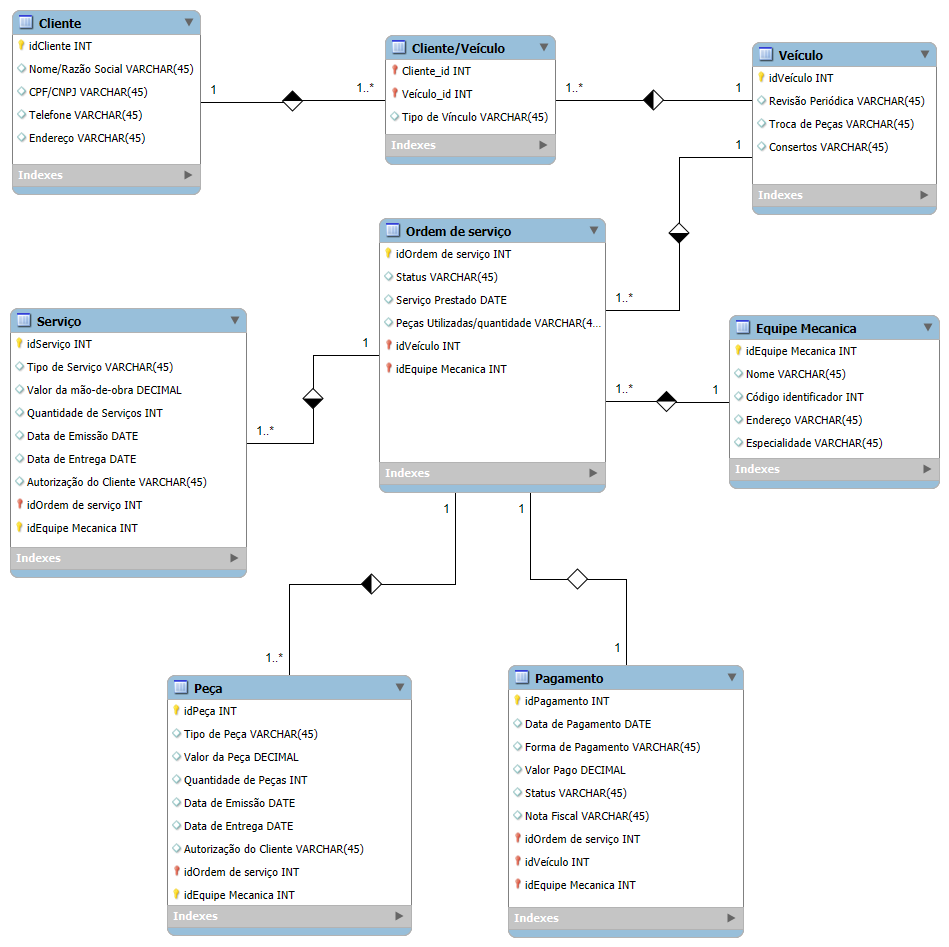 Cliente
idCliente INT
Nome/Razão Social VARCHAR(45)
CPF/CNPJ VARCHAR(45)
Telefone VARCHAR(45)
Endereço VARCHAR(45)
Indexes
1
1..*
Cliente/Veículo
Cliente_id INT
Veículo_id INT
Tipo de Vínculo VARCHAR(45)
Indexes
1..*
1
Veículo
idVeículo INT
Revisão Periódica VARCHAR(45)
Troca de Peças VARCHAR(45)
Consertos VARCHAR(45)
Indexes
1
1..*
Ordem de serviço
idOrdem de serviço INT
Status VARCHAR(45)
Serviço Prestado DATE
Peças Utilizadas/quantidade VARCHAR(4...
idVeículo INT
idEquipe Mecanica INT
Indexes
1..*
1
Equipe Mecanica
idEquipe Mecanica INT
Nome VARCHAR(45)
Código identificador INT
Endereço VARCHAR(45)
Especialidade VARCHAR(45)
Indexes
1
1..*
Serviço
idServiço INT
Tipo de Serviço VARCHAR(45)
Valor da mão-de-obra DECIMAL
Quantidade de Serviços INT
Data de Emissão DATE
Data de Entrega DATE
Autorização do Cliente VARCHAR(45)
idOrdem de serviço INT
idEquipe Mecanica INT
Indexes
1
1
1..*
1
Peça
idPeça INT
Tipo de Peça VARCHAR(45)
Valor da Peça DECIMAL
Quantidade de Peças INT
Data de Emissão DATE
Data de Entrega DATE
Autorização do Cliente VARCHAR(45)
idOrdem de serviço INT
idEquipe Mecanica INT
Indexes
Pagamento
idPagamento INT
Data de Pagamento DATE
Forma de Pagamento VARCHAR(45)
Valor Pago DECIMAL
Status VARCHAR(45)
Nota Fiscal VARCHAR(45)
idOrdem de serviço INT
idVeículo INT
idEquipe Mecanica INT
Indexes